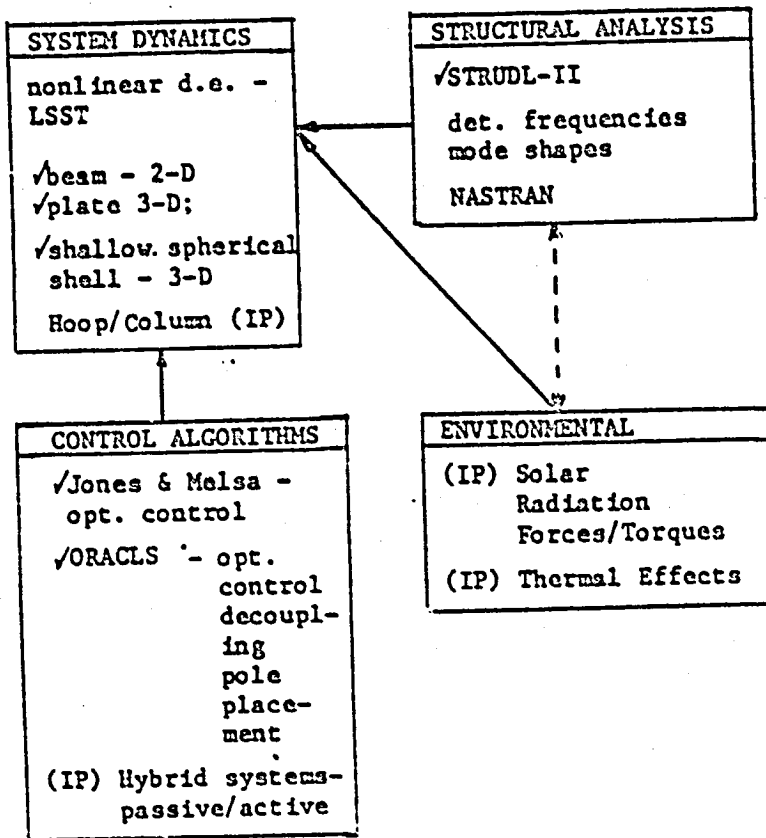 SYSTEM DYNAMICS
nonlinear d.e. -
LSST
✓beam - 2-D
✓plate 3-D;
✓shallow. spherical
shell - 3-D
Hoop/Column (IP)
STRUCTURAL ANALYSIS
✓STRUDL-II
det. frequencies
mode shapes
NASTRAN
CONTROL ALGORITHMS
✓Jones & Melsa -
opt. control
✓ORACLS - opt.
control
decoupl-
ing
pole
place-
ment
(IP) Hybrid systems-
passive/active
ENVIRONMENTAL
(IP) Solar
Radiation
Forces/Torques
(IP) Thermal Effects